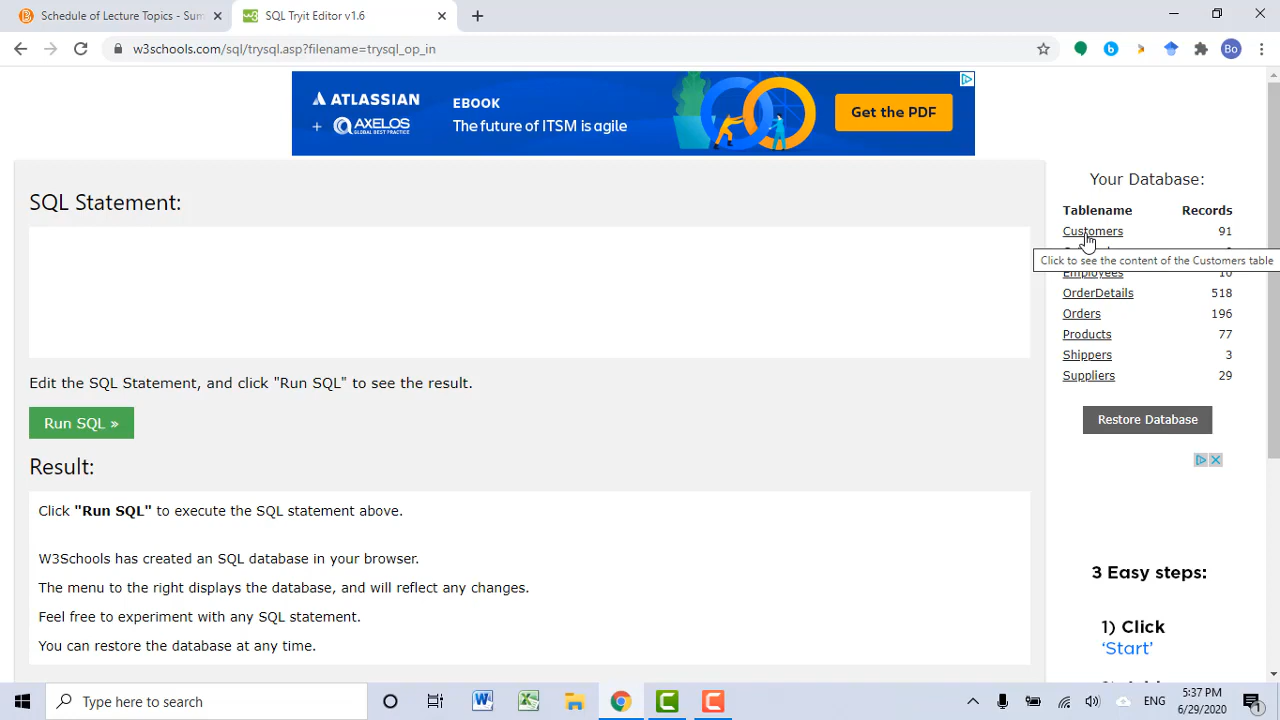 Schedule of Lecture Topics - Sum
SQL Tryit Editor v1.6
w3schools.com/sql/trysql.asp?filename=trysql_op_in
Bo
ATLASSIAN
+ AXELOS
GLOBAL BEST PRACTICE
EBOOK
The future of ITSM is agile
Get the PDF
SQL Statement:
Edit the SQL Statement, and click "Run SQL" to see the result.
Run SQL »
Result:
Click "Run SQL" to execute the SQL statement above.
W3Schools has created an SQL database in your browser.
The menu to the right displays the database, and will reflect any changes.
Feel free to experiment with any SQL statement.
You can restore the database at any time.
Your Database:
Tablename Records
Customers 91
Click to see the content of the Customers table
Employees 10
OrderDetails 518
Orders 196
Products 77
Shippers 3
Suppliers 29
Restore Database
3 Easy steps:
1) Click
‘Start’
Type here to search
ENG
5:37 PM
6/29/2020
1